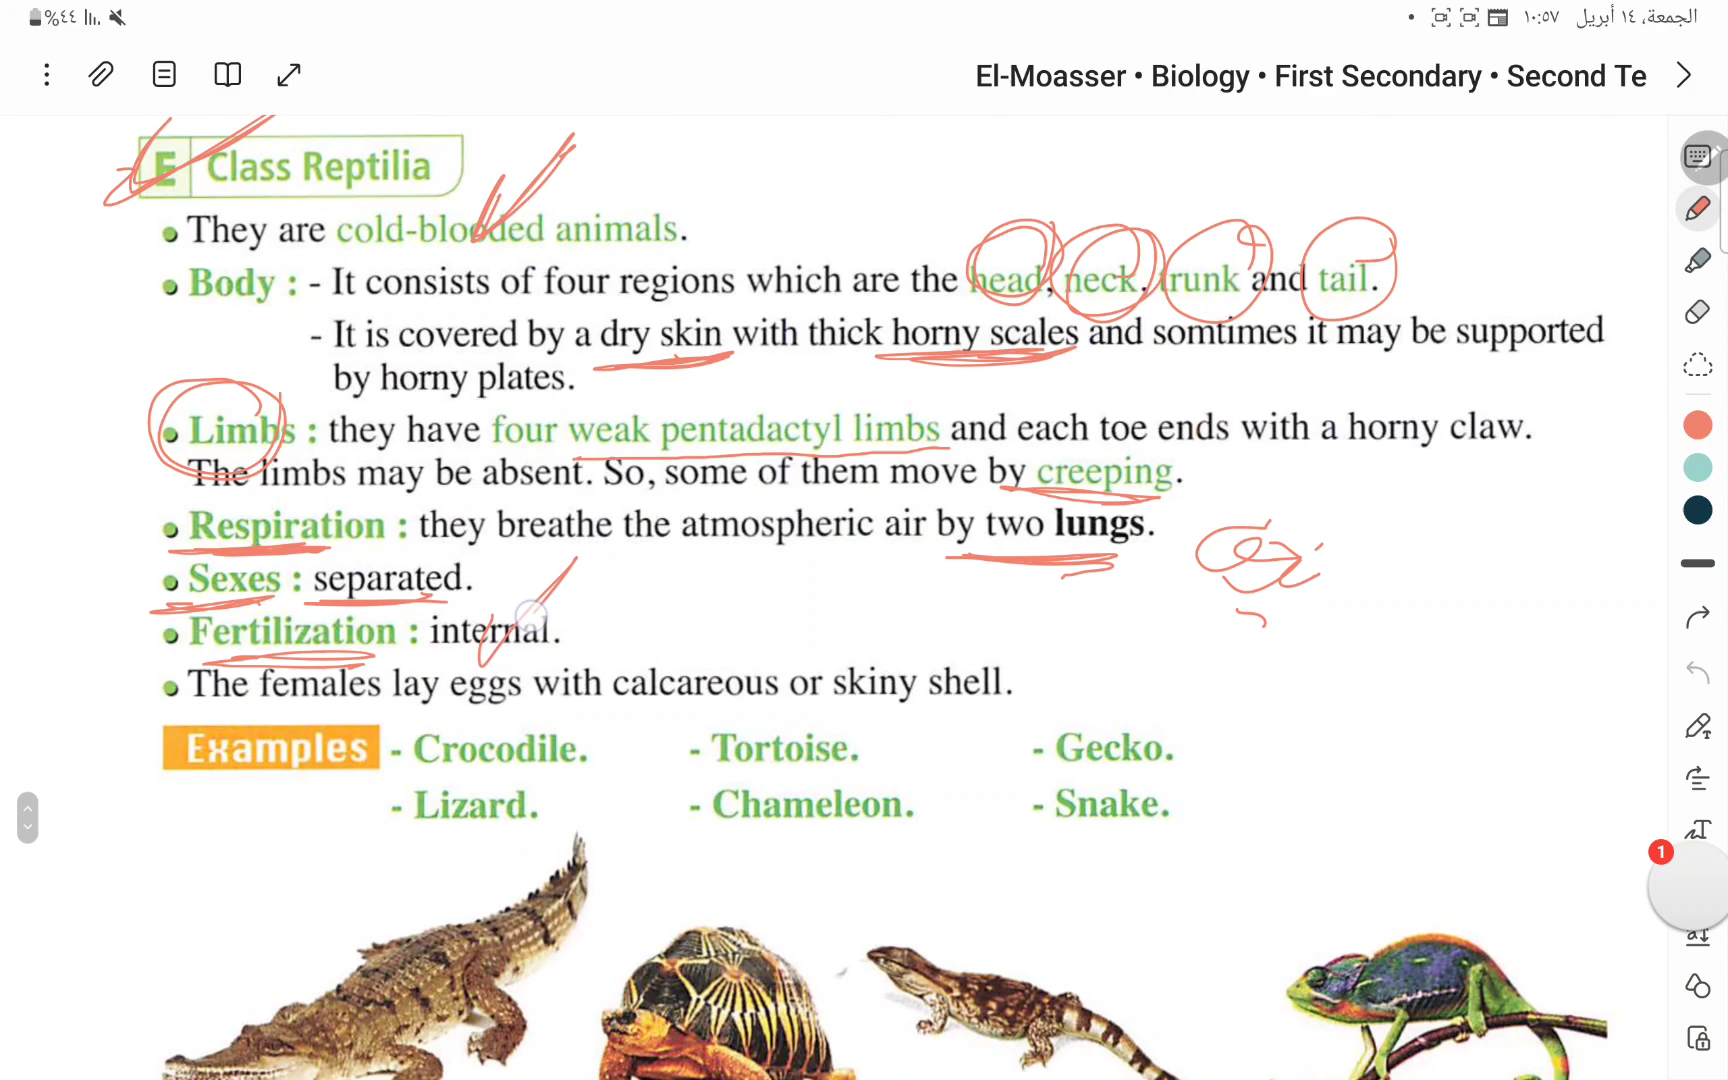 %٤٤
١٠:٥٧ الجمعة، ١٤ أبريل
El-Moasser • Biology • First Secondary • Second Te
E Class Reptilia
• They are cold-blooded animals.
• Body : - It consists of four regions which are the head, neck. trunk and tail.
- It is covered by a dry skin with thick horny scales and somtimes it may be supported
by horny plates.
• Limbs : they have four weak pentadactyl limbs and each toe ends with a horny claw.
The limbs may be absent. So, some of them move by creeping.
• Respiration : they breathe the atmospheric air by two lungs.
• Sexes : separated.
• Fertilization : internal.
• The females lay eggs with calcareous or skiny shell.
Examples - Crocodile. - Tortoise. - Gecko.
- Lizard. - Chameleon. - Snake.
1